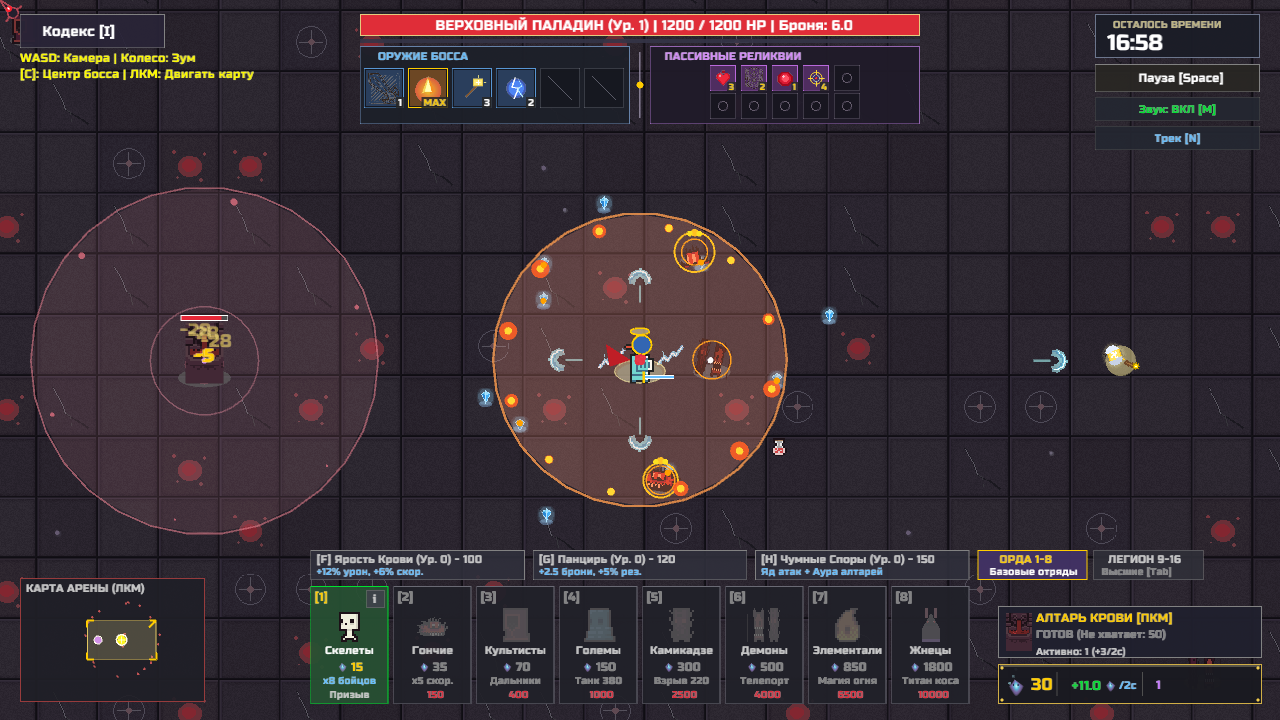 Кодекс [I]
WASD: Камера | Колесо: Зум
[C]: Центр босса | ЛКМ: Двигать карту
ВЕРХОВНЫЙ ПАЛАДИН (Ур. 1) | 1200 / 1200 HP | Броня: 6.0
ОРУЖИЕ БОССА
1
MAX
3
2
ПАССИВНЫЕ РЕЛИКВИИ
3
2
1
4
ОСТАЛОСЬ ВРЕМЕНИ
16:58
Пауза [Space]
Звук: ВКЛ [M]
Трек [N]
-28
-5
[F] Ярость Крови (Ур. 0) - 100
+12% урон, +6% скор.
[G] Панцирь (Ур. 0) - 120
+2.5 брони, +5% рез.
[H] Чумные Споры (Ур. 0) - 150
Яд атак + Аура алтарей
ОРДА 1-8
Базовые отряды
ЛЕГИОН 9-16
Высшие [Tab]
КАРТА АРЕНЫ (ЛКМ)
[1]
i
Скелеты
15
x8 бойцов
Призыв
[2]
Гончие
35
x5 скор.
150
[3]
Культисты
70
Дальники
400
[4]
Големы
150
Танк 380
1000
[5]
Камикадзе
300
Взрыв 220
2500
[6]
Демоны
500
Телепорт
4000
[7]
Элементали
850
Магия огня
6500
[8]
Жнецы
1800
Титан коса
10000
АЛТАРЬ КРОВИ [ПКМ]
ГОТОВ (Не хватает: 50)
Активно: 1 (+3/2с)
30
+11.0 /2с
1